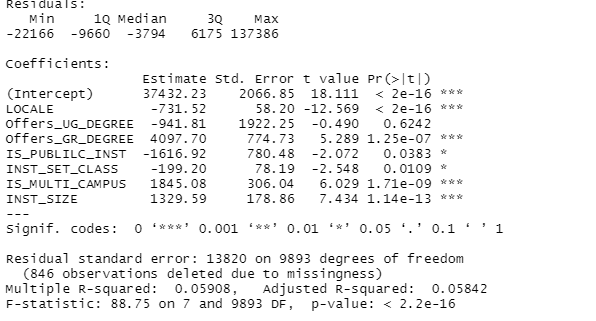 Residuals:
   Min     1Q Median     3Q    Max
-22166  -9660  -3794   6175 137386

Coefficients:
                 Estimate Std. Error t value Pr(>|t|)
(Intercept)      37432.23    2066.85  18.111  < 2e-16 ***
LOCALE            -731.52      58.20 -12.569  < 2e-16 ***
Offers_UG_DEGREE  -941.81    1922.25  -0.490   0.6242
Offers_GR_DEGREE  4097.70     774.73   5.289 1.25e-07 ***
IS_PUBLILC_INST  -1616.92     780.48  -2.072   0.0383 *
INST_SET_CLASS    -199.20      78.19  -2.548   0.0109 *
IS_MULTI_CAMPUS   1845.08     306.04   6.029 1.71e-09 ***
INST_SIZE         1329.59     178.86   7.434 1.14e-13 ***
---
Signif. codes:  0 ‘***’ 0.001 ‘**’ 0.01 ‘*’ 0.05 ‘.’ 0.1 ‘ ’ 1

Residual standard error: 13820 on 9893 degrees of freedom
  (846 observations deleted due to missingness)
Multiple R-squared:  0.05908,   Adjusted R-squared:  0.05842
F-statistic: 88.75 on 7 and 9893 DF,  p-value: < 2.2e-16